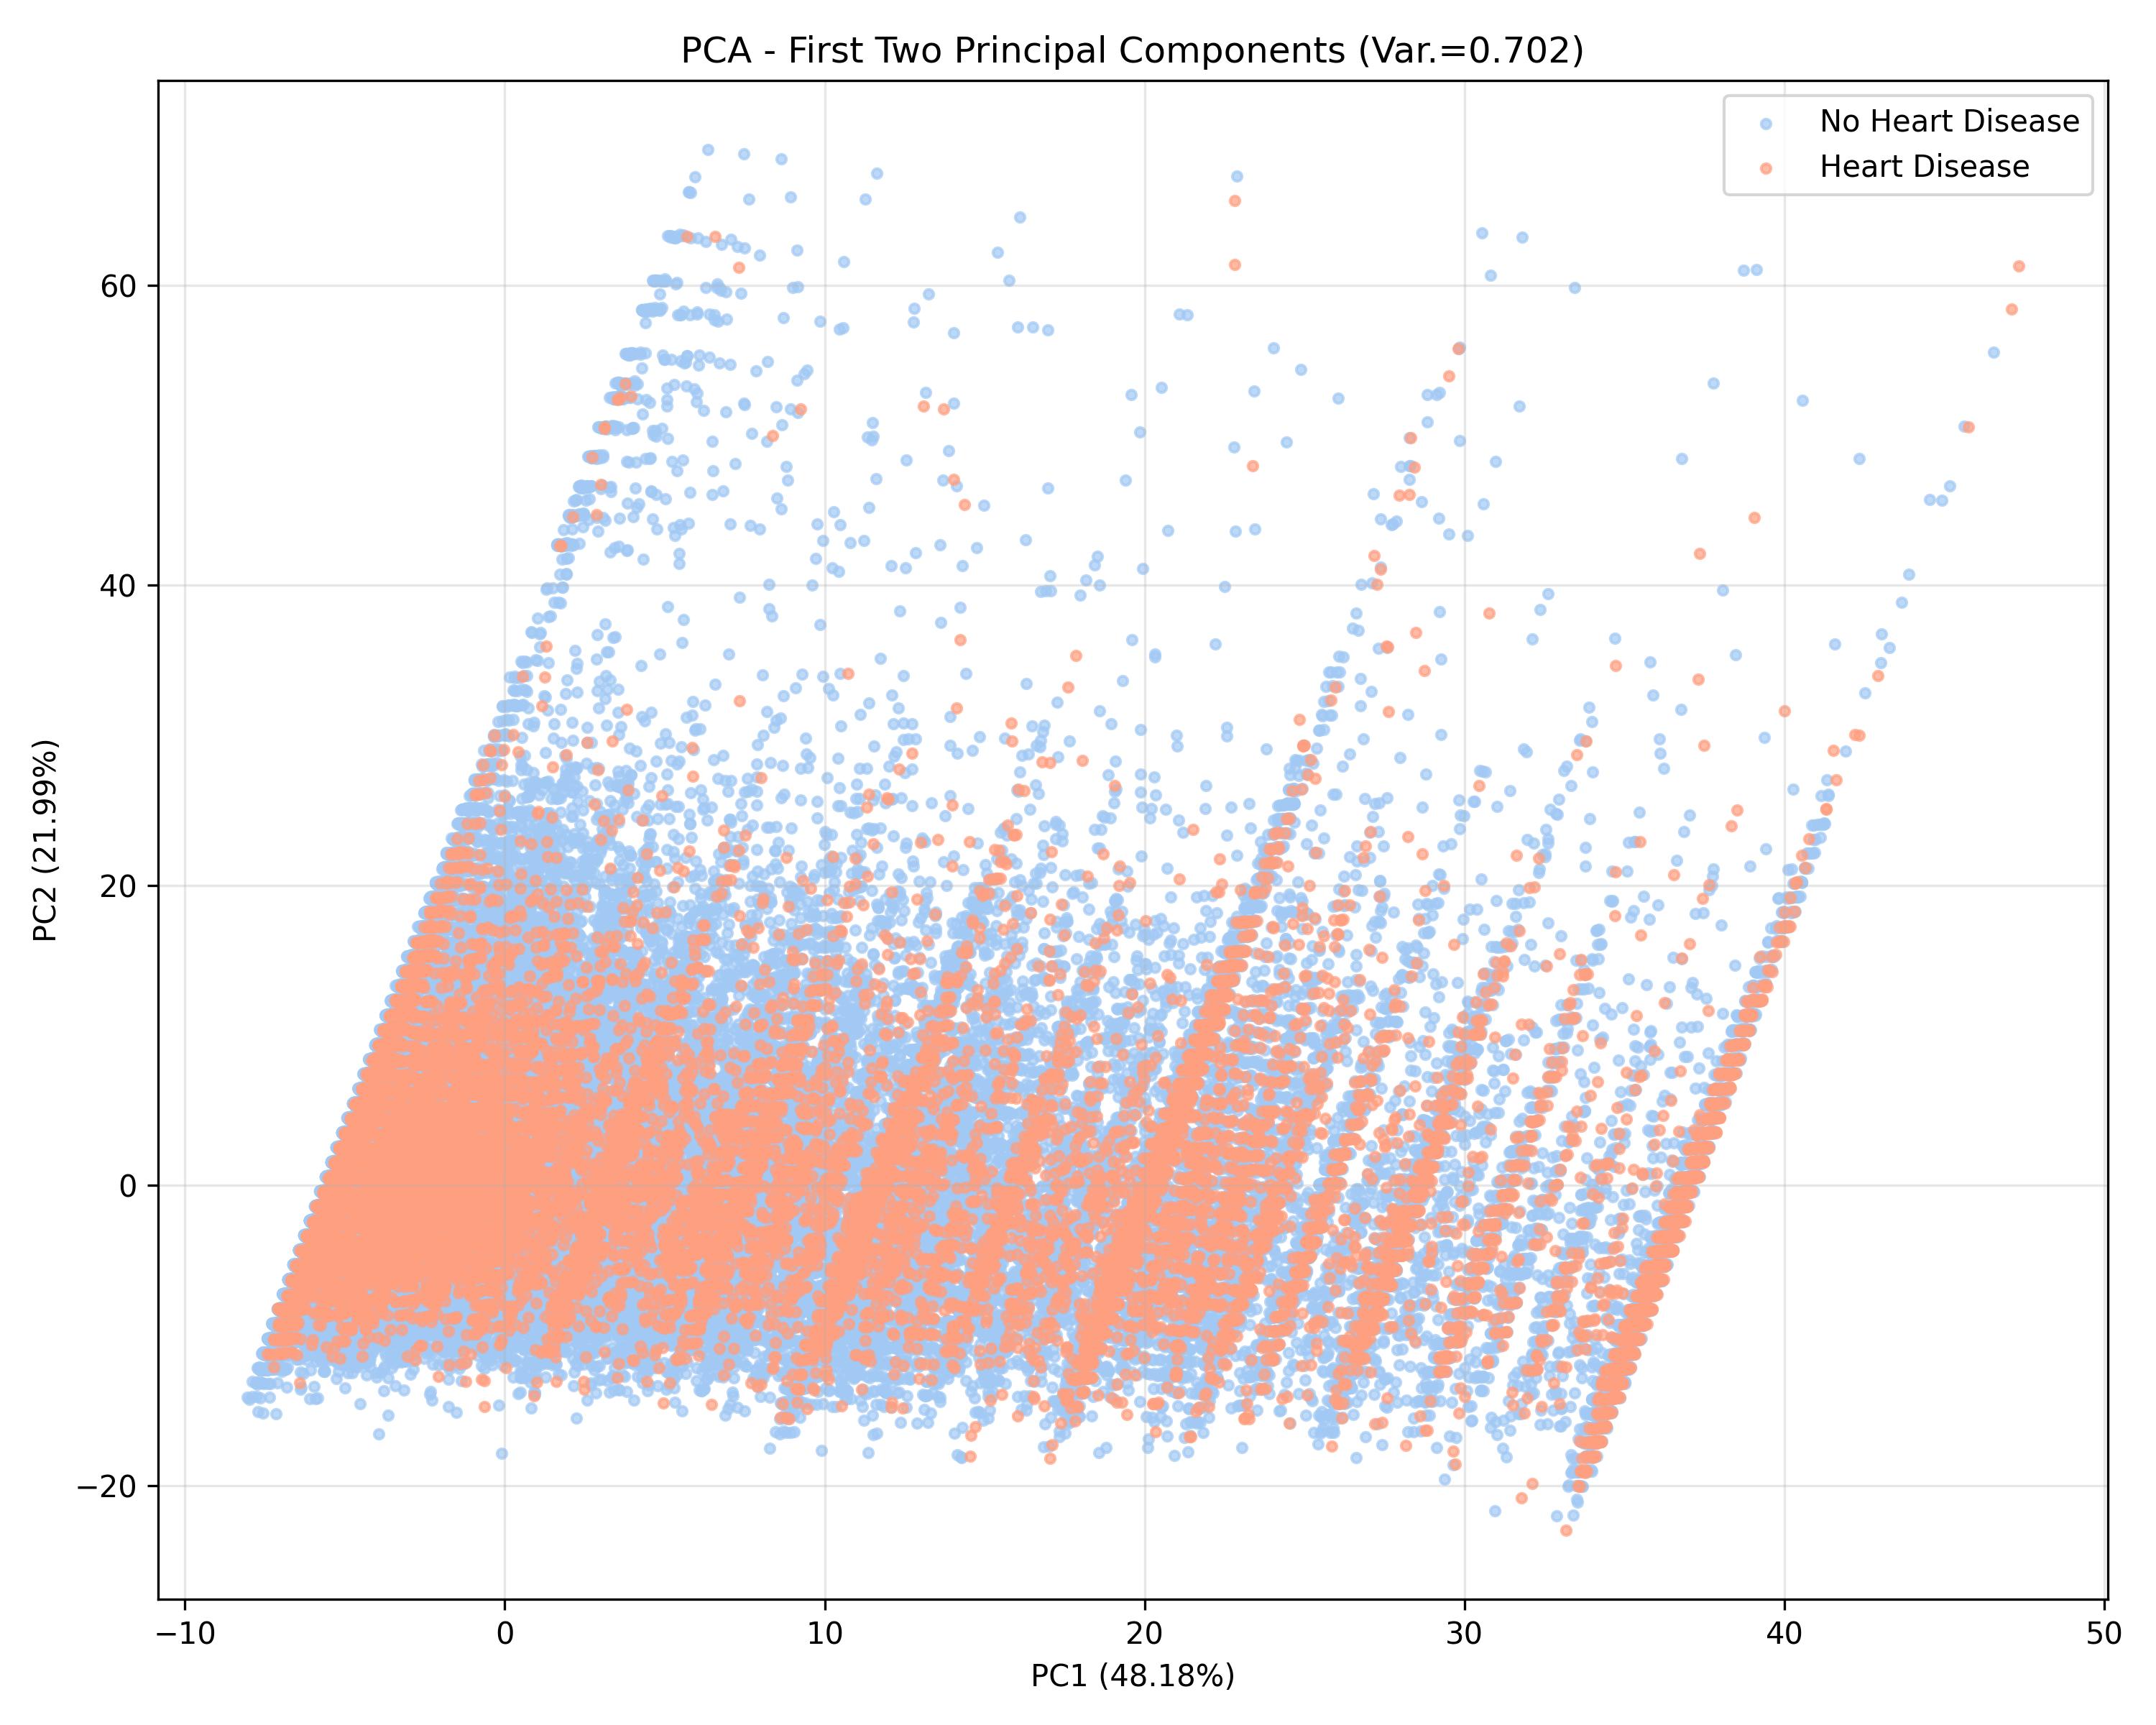 PCA - First Two Principal Components (Var.=0.702)
No Heart Disease
Heart Disease
60
40
20
0
−20
PC2 (21.99%)
−10 0 10 20 30 40 50
PC1 (48.18%)